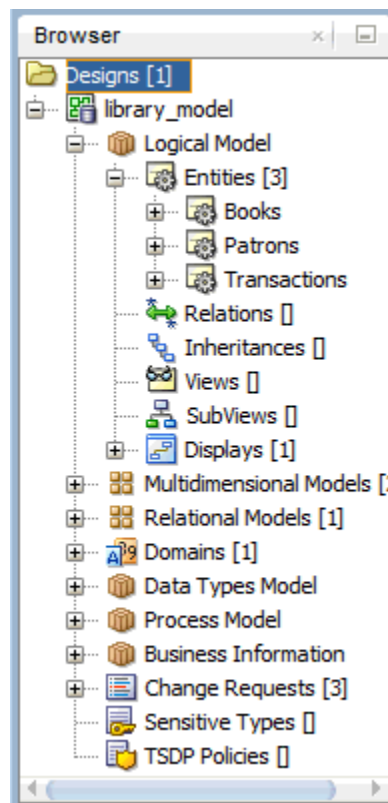 Browser
Designs [1]
library_model
Logical Model
Entities [3]
Books
Patrons
Transactions
Relations []
Inheritances []
Views []
SubViews []
Displays [1]
Multidimensional Models [
Relational Models [1]
Domains [1]
Data Types Model
Process Model
Business Information
Change Requests [3]
Sensitive Types []
TSDP Policies []